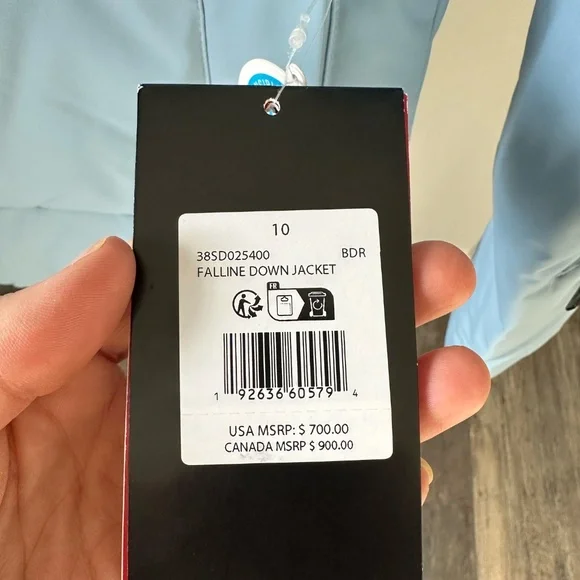 10
38SD025400 BDR
FALLINE DOWN JACKET
FR
1 92636 60579 4
USA MSRP: $ 700.00
CANADA MSRP $ 900.00